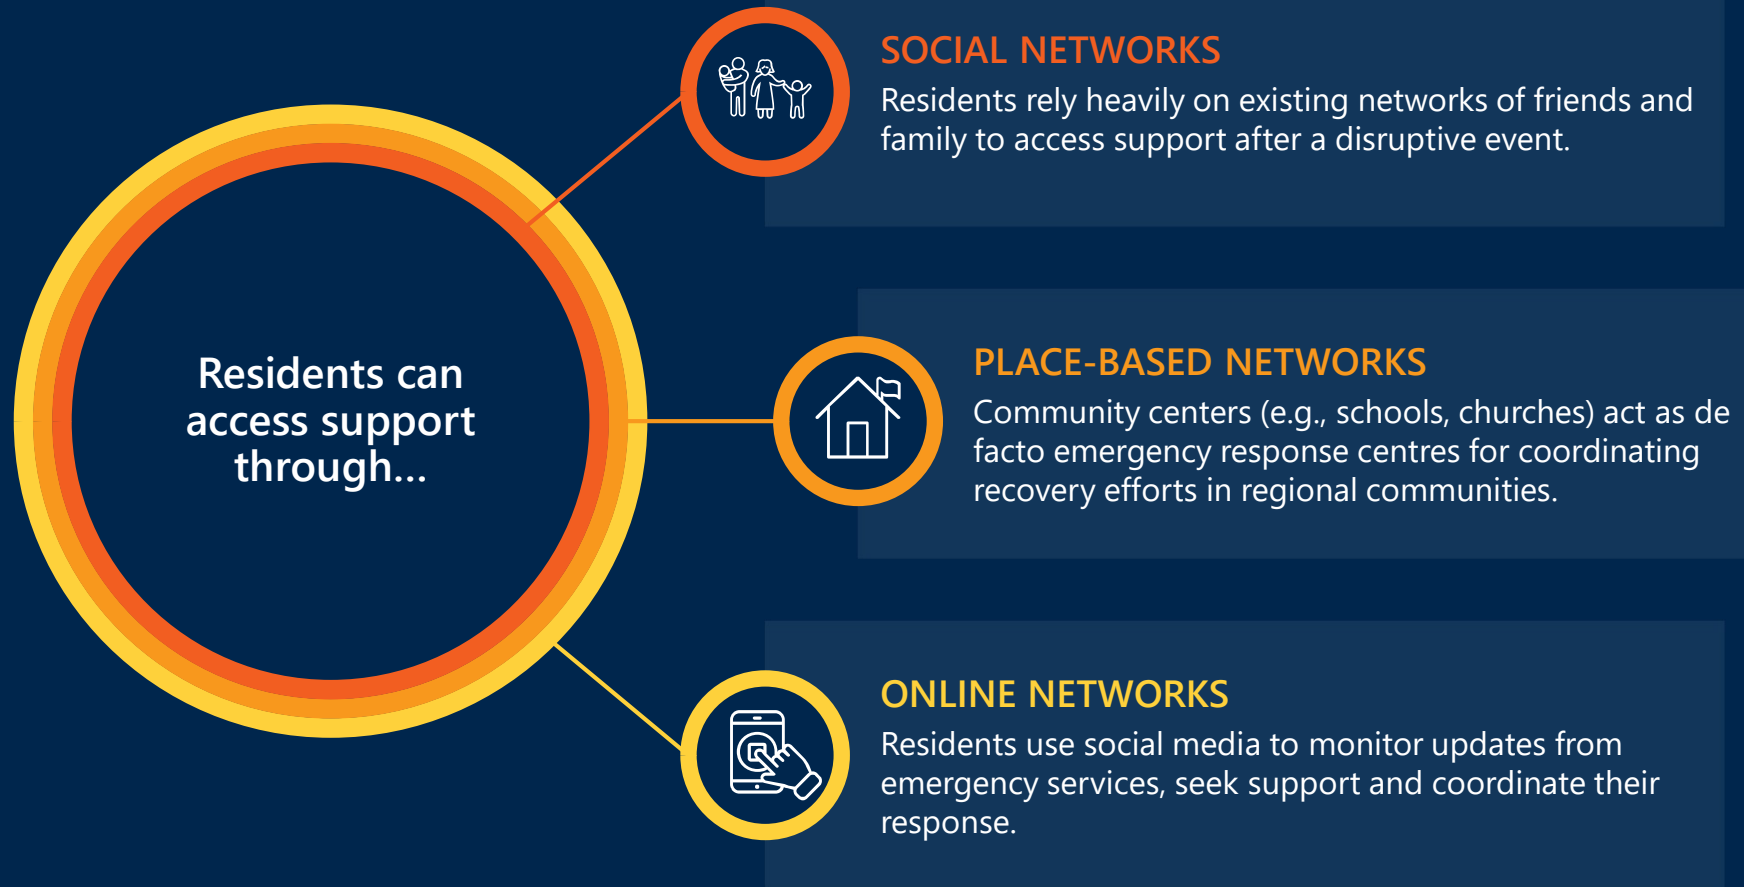 Residents can
access support
through...
SOCIAL NETWORKS
Residents rely heavily on existing networks of friends and
family to access support after a disruptive event.
PLACE-BASED NETWORKS
Community centers (e.g., schools, churches) act as de
facto emergency response centres for coordinating
recovery efforts in regional communities.
ONLINE NETWORKS
Residents use social media to monitor updates from
emergency services, seek support and coordinate their
response.